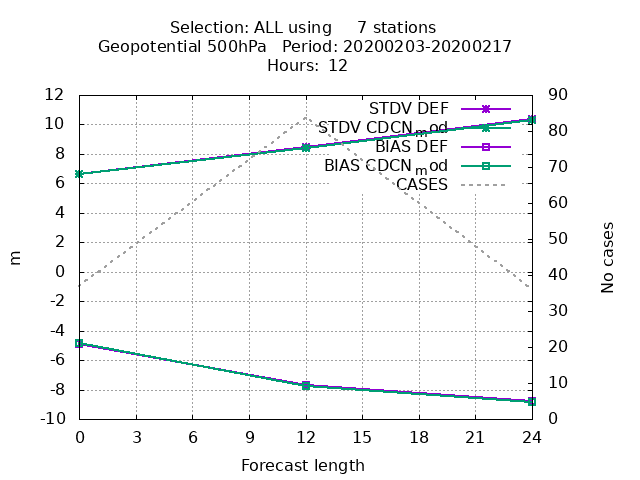 Selection: ALL using     7 stations
Geopotential 500hPa   Period: 20200203-20200217
Hours:  12
12
10
8
6
4
2
0
-2
-4
-6
-8
-10
m
90
80
70
60
50
40
30
20
10
0
No cases
STDV DEF
STDV CDCNmod
BIAS DEF
BIAS CDCNmod
CASES
0 3 6 9 12 15 18 21 24
Forecast length